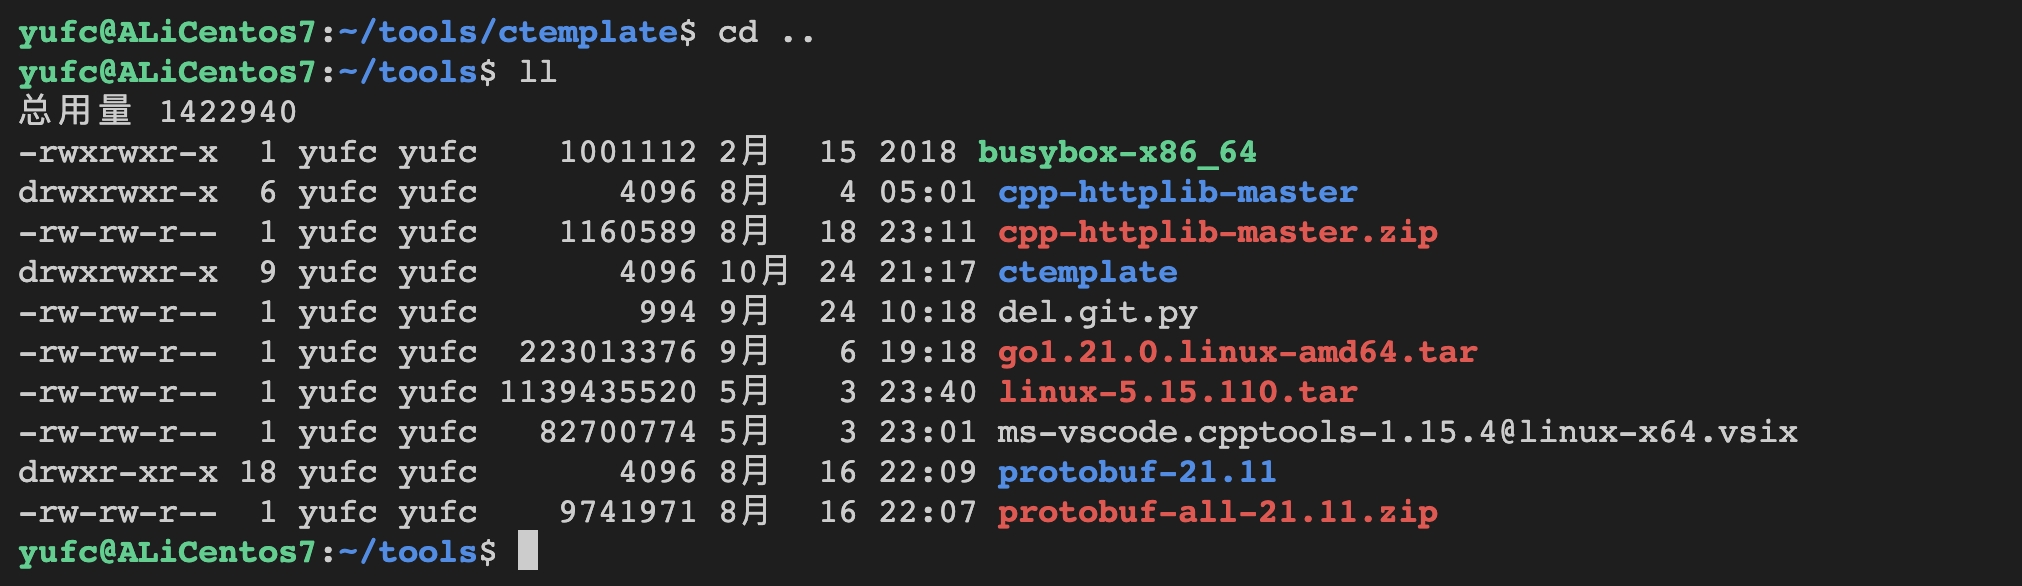 yufc@ALiCentos7:~/tools/ctemplate$ cd ..
yufc@ALiCentos7:~/tools$ ll
总用量 1422940
-rwxrwxr-x  1 yufc yufc    1001112 2月  15 2018 busybox-x86_64
drwxrwxr-x  6 yufc yufc       4096 8月   4 05:01 cpp-httplib-master
-rw-rw-r--  1 yufc yufc    1160589 8月  18 23:11 cpp-httplib-master.zip
drwxrwxr-x  9 yufc yufc       4096 10月 24 21:17 ctemplate
-rw-rw-r--  1 yufc yufc        994 9月  24 10:18 del.git.py
-rw-rw-r--  1 yufc yufc  223013376 9月   6 19:18 go1.21.0.linux-amd64.tar
-rw-rw-r--  1 yufc yufc 1139435520 5月   3 23:40 linux-5.15.110.tar
-rw-rw-r--  1 yufc yufc   82700774 5月   3 23:01 ms-vscode.cpptools-1.15.4@linux-x64.vsix
drwxr-xr-x 18 yufc yufc       4096 8月  16 22:09 protobuf-21.11
-rw-rw-r--  1 yufc yufc    9741971 8月  16 22:07 protobuf-all-21.11.zip
yufc@ALiCentos7:~/tools$